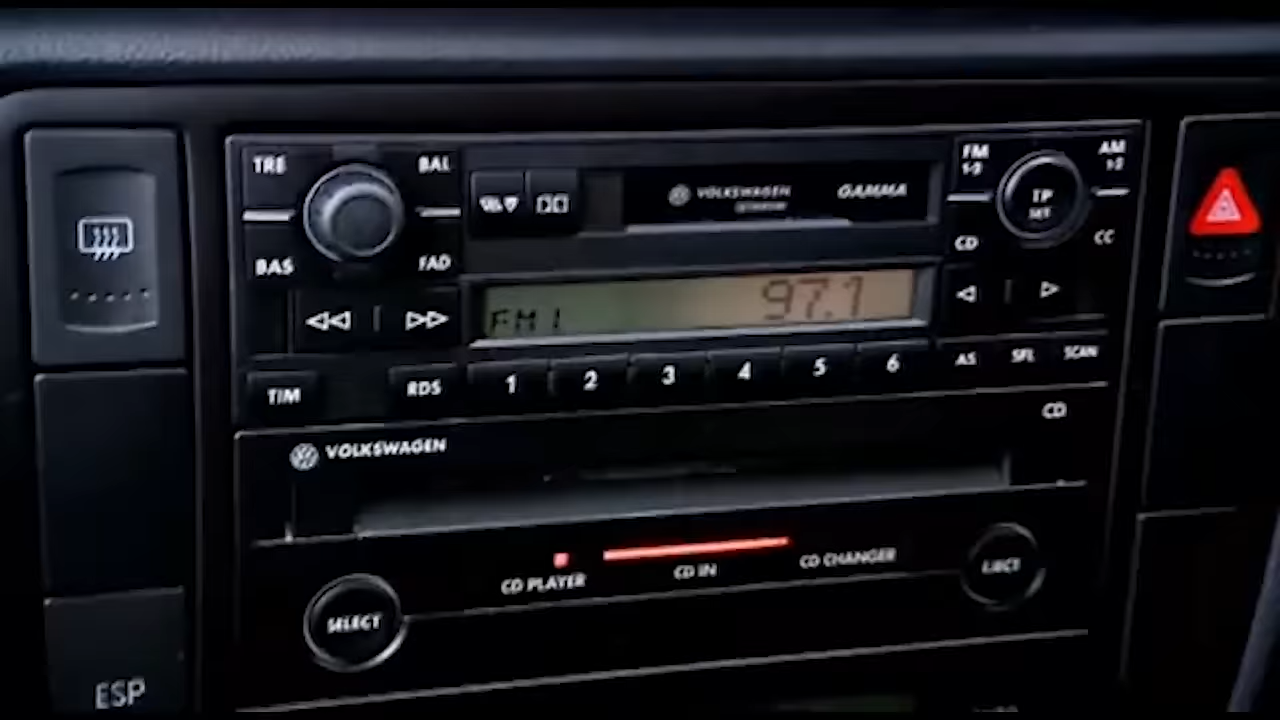 TRE
BAL
VOLKSWAGEN
GAMMA
FM
1-2
AM
1-2
TP
SET
BAS
FAD
CD
CC
FM 1
97.1
TIM
RDS
1
2
3
4
5
6
AS
SFL
SCAN
CD
VOLKSWAGEN
CD PLAYER
CD IN
CD CHANGER
EJECT
SELECT
ESP